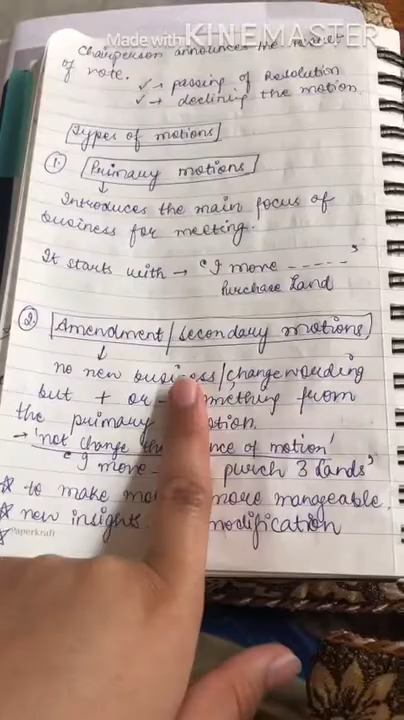 Made with KINEMASTER
Chairperson announces the
of note.
✓→ passing of Resolution
✓→ declining the motion.
Types of motions
1. Primary motions
↓
Introduces the main focus of
business for meeting.
It starts with → "I move -----"
Purchase Land
2. Amendment/secondary motions
↓
no new business/change wording
but + or - something from
the primary motion.
→ 'not change the of motion'
"I move - purch 3 Lands"
☆ to make more manageable.
☆ new insights modification
☆
Paperkraft